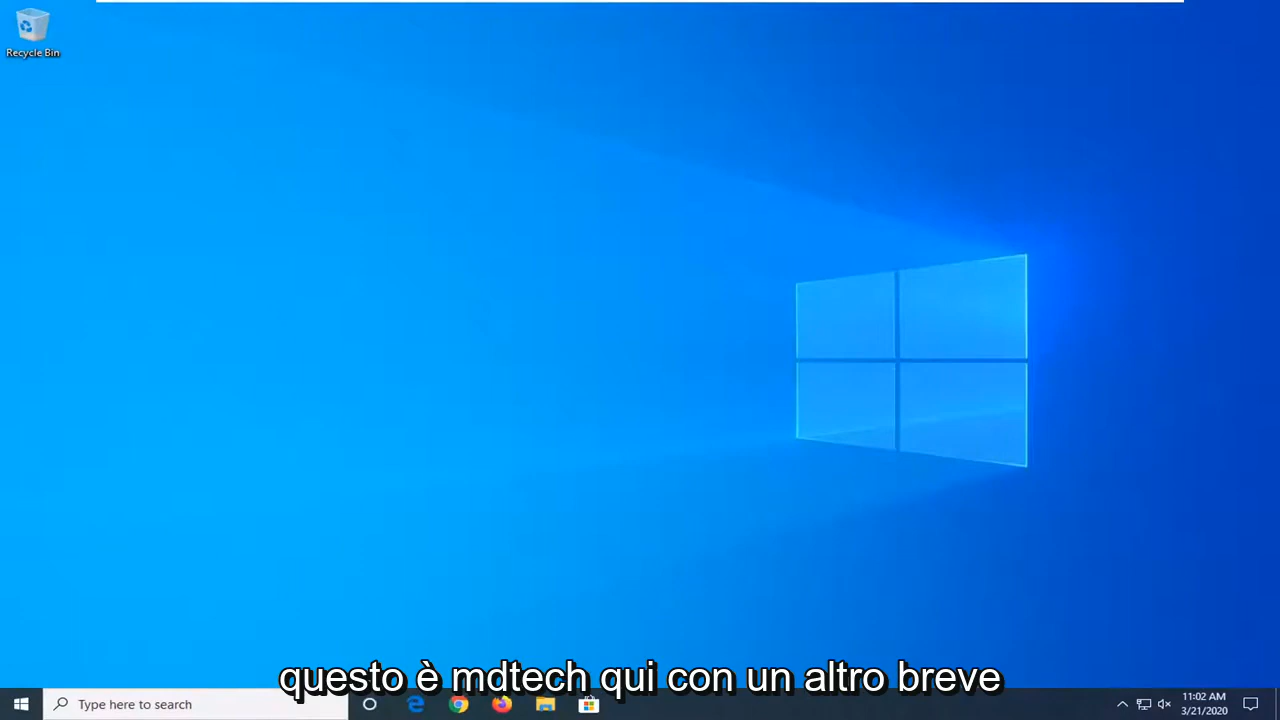 Recycle Bin
questo è mdtech qui con un altro breve
Type here to search
11:02 AM
3/21/2020